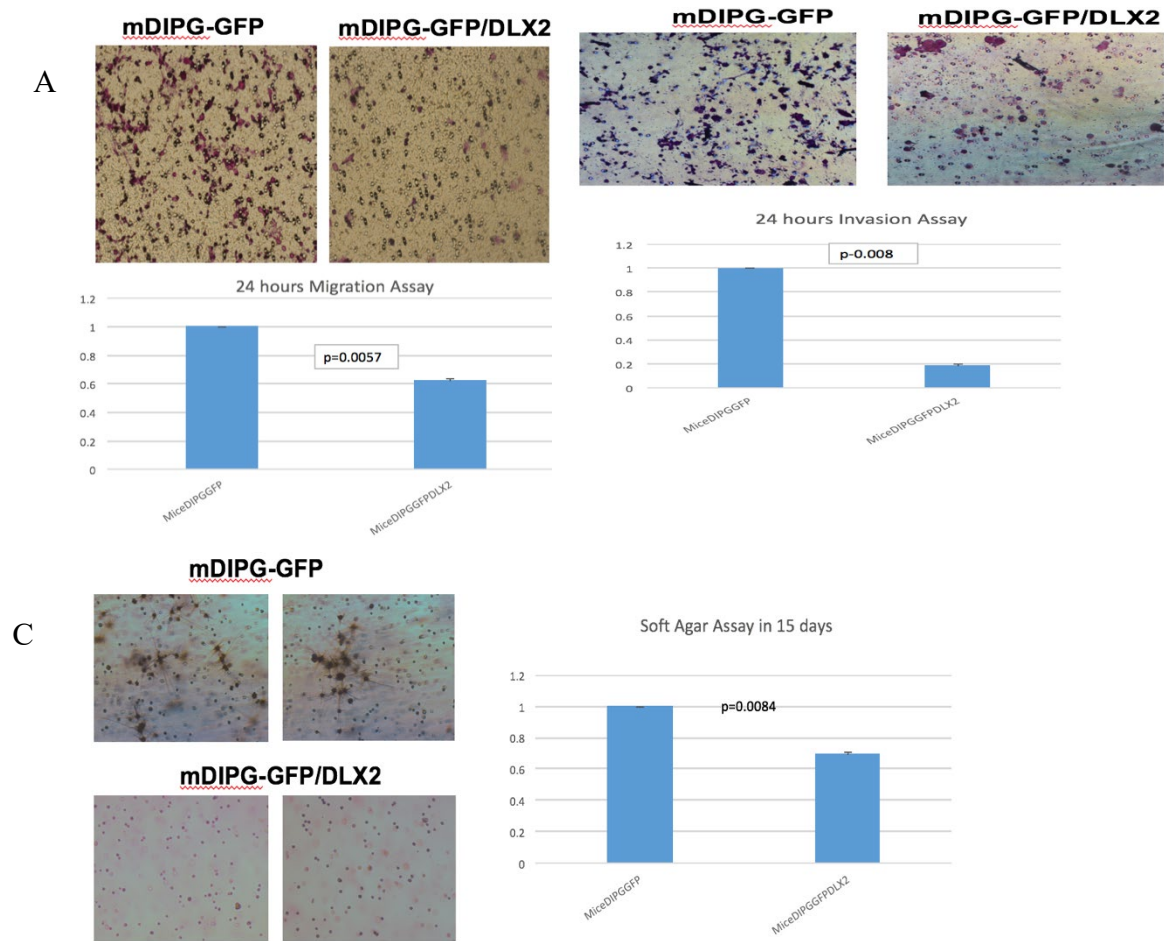 A
mDIPG-GFP
mDIPG-GFP/DLX2
24 hours Migration Assay
1.2
1
0.8
0.6
0.4
0.2
0
p=0.0057
MiceDIPGGFP
MiceDIPGGFPDLX2
mDIPG-GFP
mDIPG-GFP/DLX2
24 hours Invasion Assay
1.2
1
0.8
0.6
0.4
0.2
0
p-0.008
MiceDIPGGFP
MiceDIPGGFPDLX2
C
mDIPG-GFP
mDIPG-GFP/DLX2
Soft Agar Assay in 15 days
1.2
1
0.8
0.6
0.4
0.2
0
p=0.0084
MiceDIPGGFP
MiceDIPGGFPDLX2